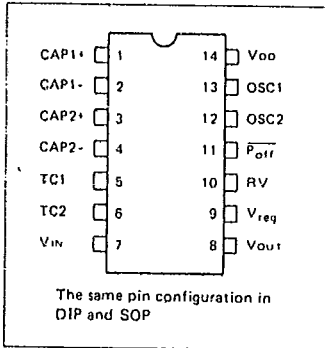 CAP1+ 1 14 VDD
CAP1- 2 13 OSC1
CAP2+ 3 12 OSC2
CAP2- 4 11 Poff
TC1 5 10 RV
TC2 6 9 Vreg
VIN 7 8 VOUT
The same pin configuration in
DIP and SOP